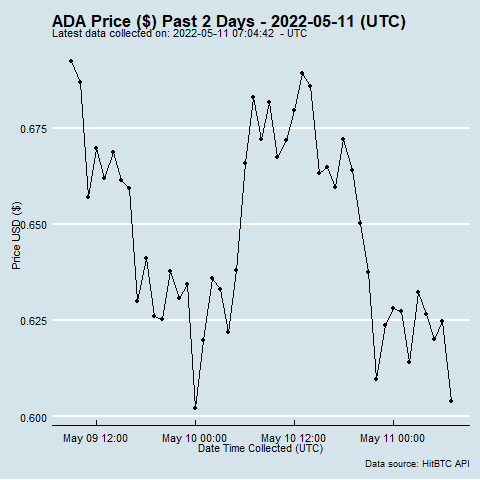 ADA Price ($) Past 2 Days - 2022-05-11 (UTC)
Latest data collected on: 2022-05-11 07:04:42 - UTC
Price USD ($)
0.675
0.650
0.625
0.600
May 09 12:00 May 10 00:00 May 10 12:00 May 11 00:00
Date Time Collected (UTC)
Data source: HitBTC API